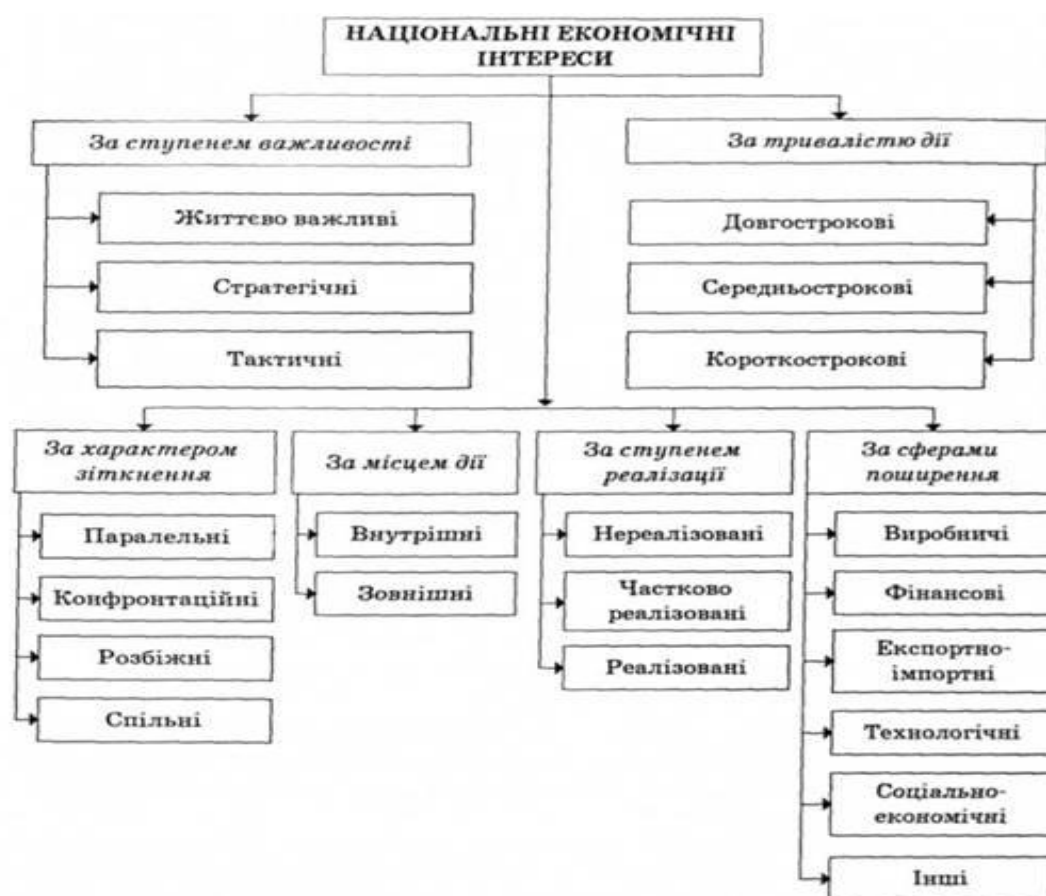 НАЦІОНАЛЬНІ ЕКОНОМІЧНІ
ІНТЕРЕСИ
За ступенем важливості
Життєво важливі
Стратегічні
Тактичні
За тривалістю дії
Довгострокові
Середньострокові
Короткострокові
За характером
зіткнення
Паралельні
Конфронтаційні
Розбіжні
Спільні
За місцем дії
Внутрішні
Зовнішні
За ступенем
реалізації
Нереалізовані
Частково
реалізовані
Реалізовані
За сферами
поширення
Виробничі
Фінансові
Експортно-
імпортні
Технологічні
Соціально-
економічні
Інші